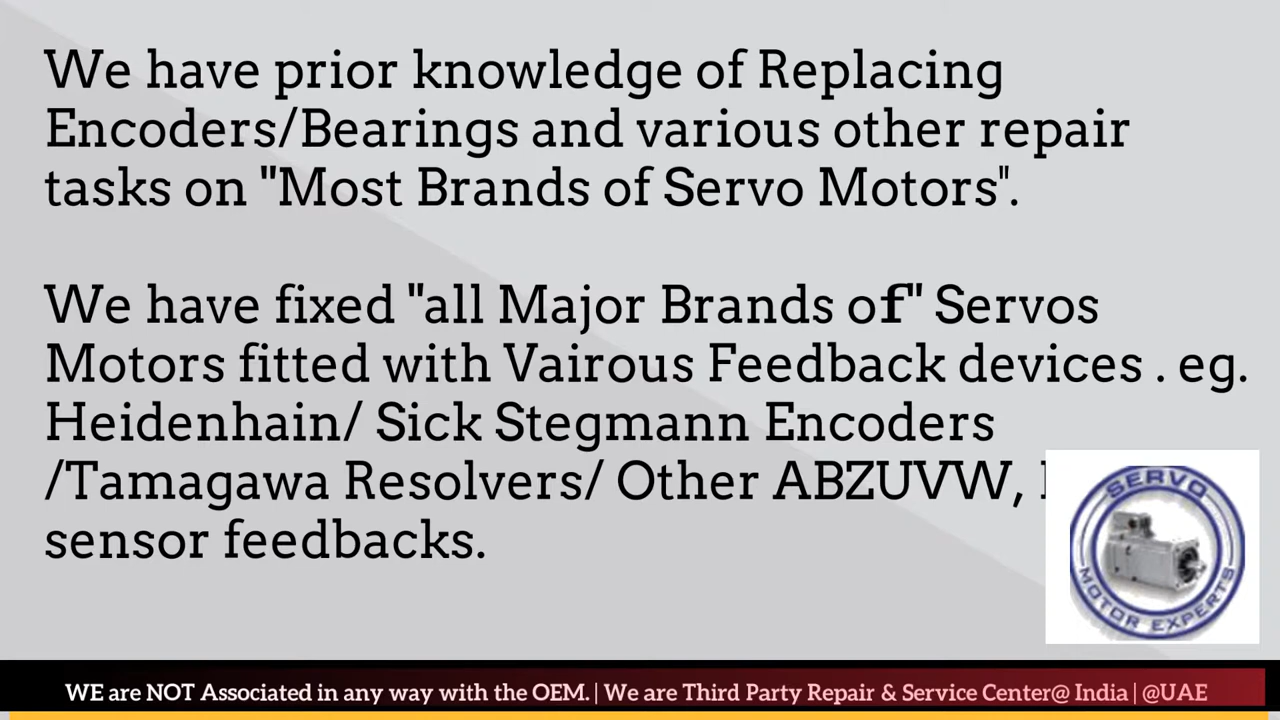 We have prior knowledge of Replacing
Encoders/Bearings and various other repair
tasks on "Most Brands of Servo Motors".
We have fixed "all Major Brands of" Servos
Motors fitted with Vairous Feedback devices . eg.
Heidenhain/ Sick Stegmann Encoders
/Tamagawa Resolvers/ Other ABZUVW,
sensor feedbacks.
SERVO
MOTOR EXPERTS
WE are NOT Associated in any way with the OEM. | We are Third Party Repair & Service Center@ India | @UAE